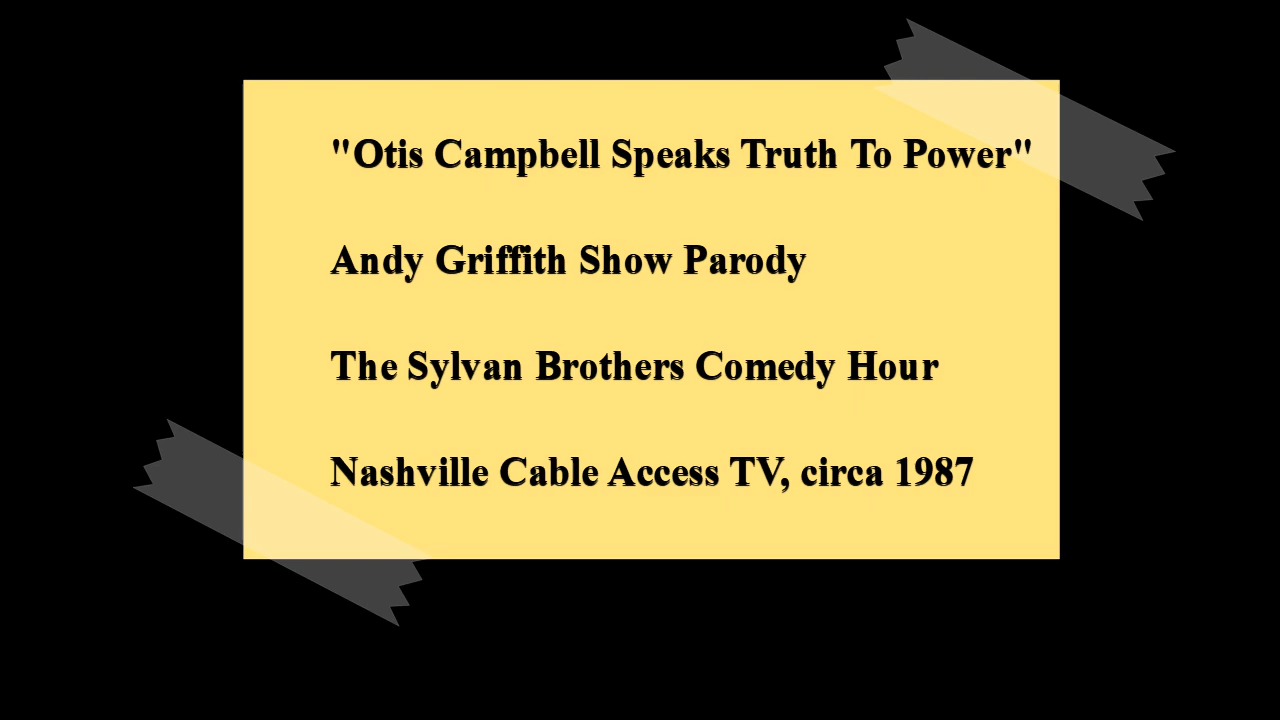 "Otis Campbell Speaks Truth To Power"
Andy Griffith Show Parody
The Sylvan Brothers Comedy Hour
Nashville Cable Access TV, circa 1987